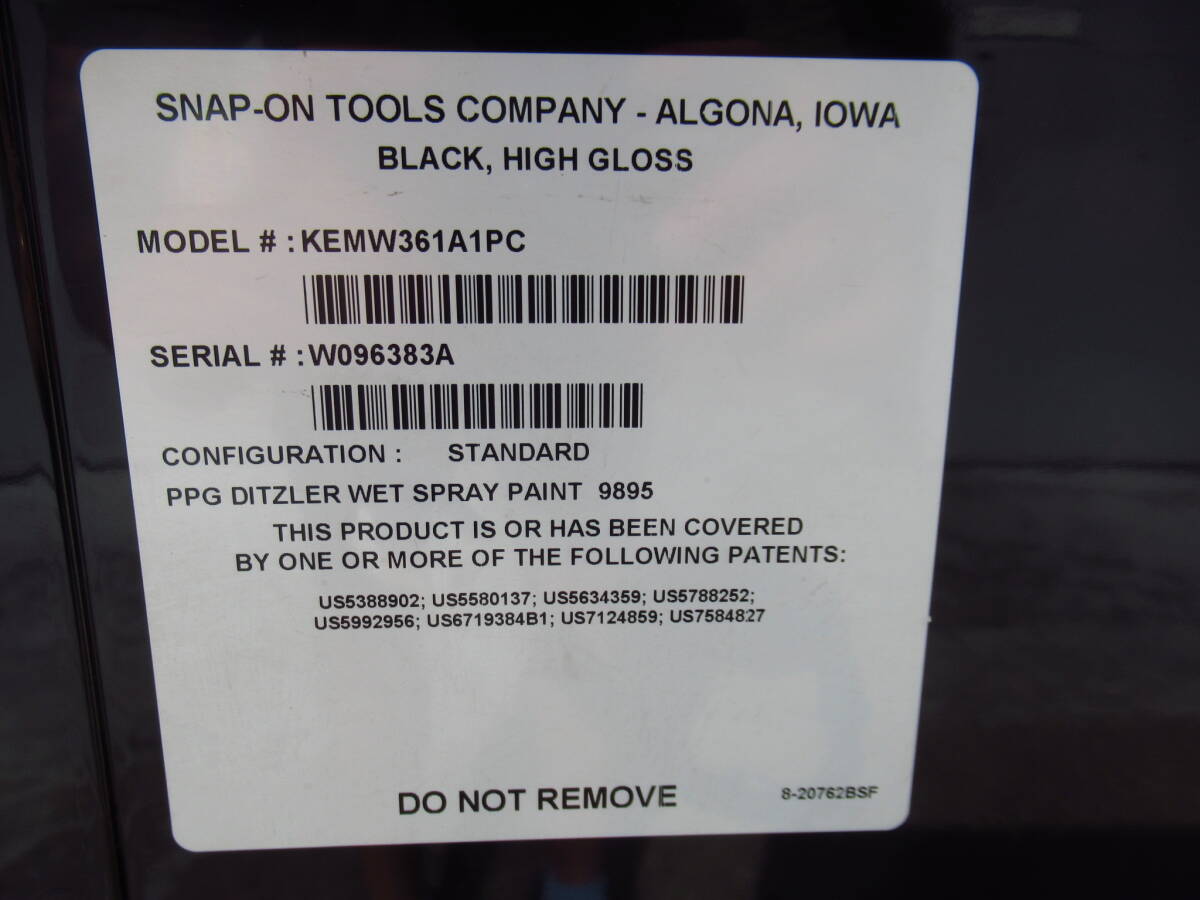 SNAP-ON TOOLS COMPANY - ALGONA, IOWA
BLACK, HIGH GLOSS
MODEL # : KEMW361A1PC
SERIAL # : W096383A
CONFIGURATION : STANDARD
PPG DITZLER WET SPRAY PAINT 9895
THIS PRODUCT IS OR HAS BEEN COVERED
BY ONE OR MORE OF THE FOLLOWING PATENTS:
US5388902; US5580137; US5634359; US5788252;
US5992956; US6719384B1; US7124859; US7584827
DO NOT REMOVE
8-20762BSF